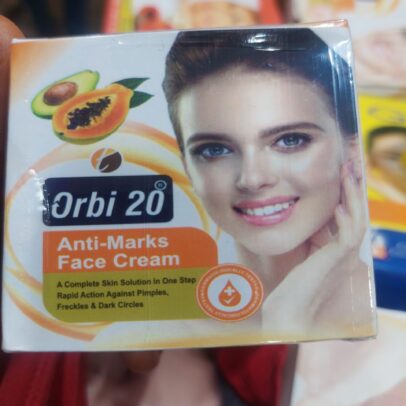 Orbi 20
Anti-Marks
Face Cream
A Complete Skin Solution in One Step
Rapid Action Against Pimples,
Freckles & Dark Circles